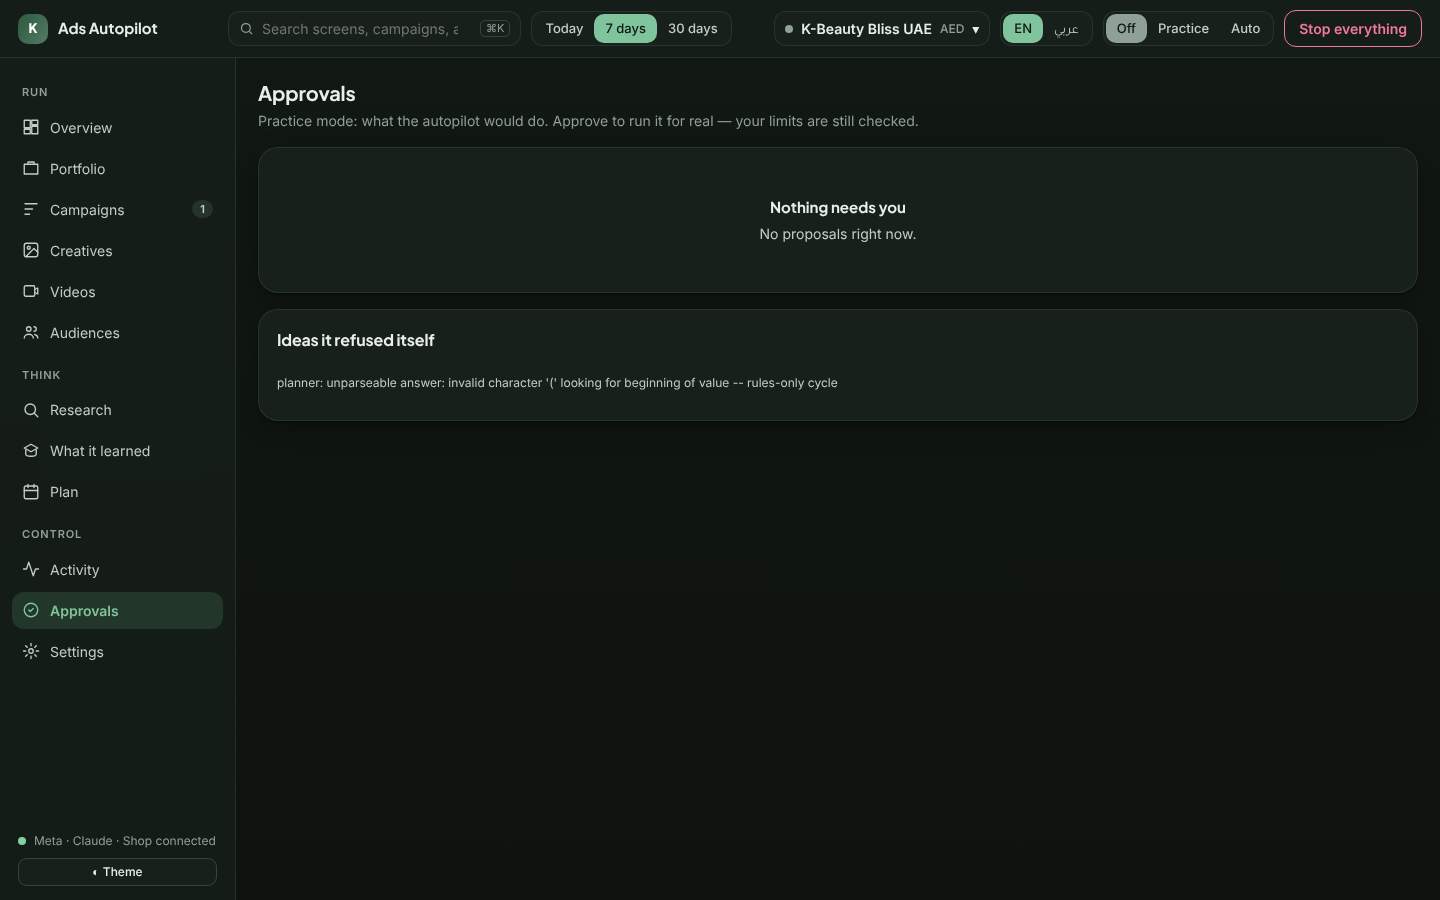 K Ads Autopilot
Search screens, campaigns, a ⌘K
Today 7 days 30 days
K-Beauty Bliss UAE AED ▾
EN عربي
Off Practice Auto
Stop everything
RUN
Overview
Portfolio
Campaigns 1
Creatives
Videos
Audiences
THINK
Research
What it learned
Plan
CONTROL
Activity
Approvals
Settings
Meta · Claude · Shop connected
Theme
Approvals
Practice mode: what the autopilot would do. Approve to run it for real — your limits are still checked.
Nothing needs you
No proposals right now.
Ideas it refused itself
planner: unparseable answer: invalid character '(' looking for beginning of value -- rules-only cycle